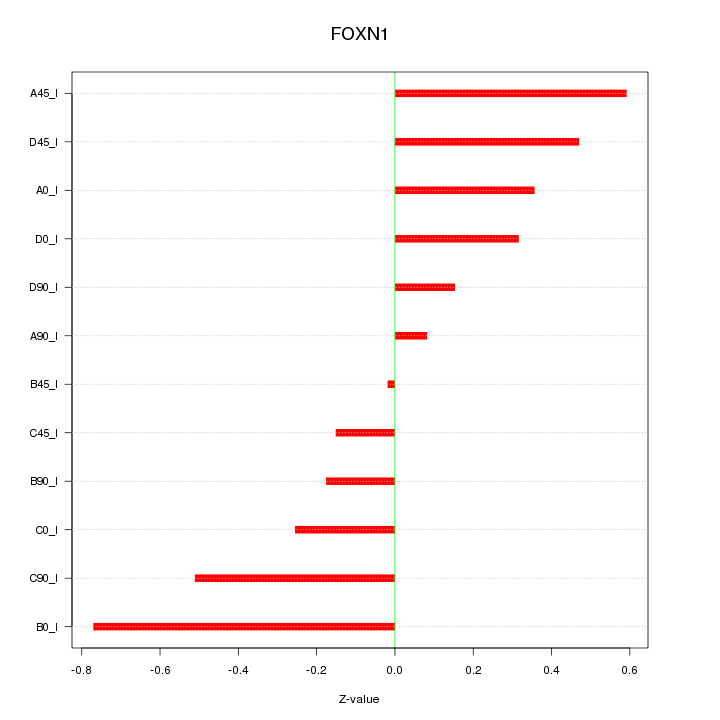 FOXN1
A45_I
D45_I
A0_I
D0_I
D90_I
A90_I
B45_I
C45_I
B90_I
C0_I
C90_I
B0_I
-0.8 -0.6 -0.4 -0.2 0.0 0.2 0.4 0.6
Z-value